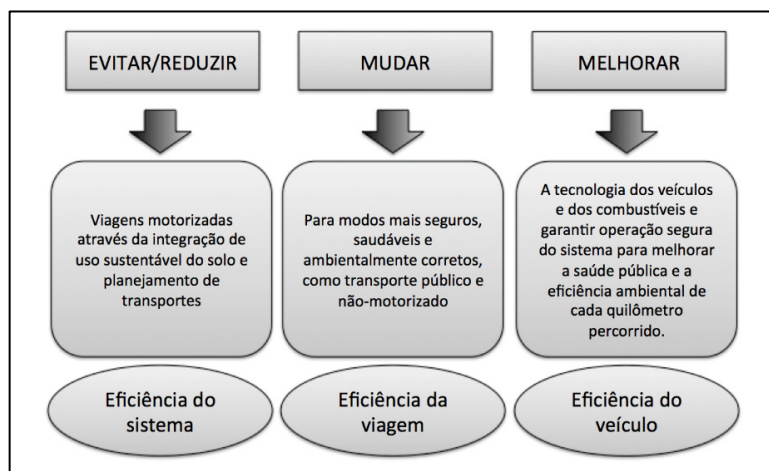 EVITAR/REDUZIR
MUDAR
MELHORAR
Viagens motorizadas
através da integração de
uso sustentável do solo e
planejamento de
transportes
Para modos mais seguros,
saudáveis e
ambientalmente corretos,
como transporte público e
não-motorizado
A tecnologia dos veículos
e dos combustíveis e
garantir operação segura
do sistema para melhorar
a saúde pública e a
eficiência ambiental de
cada quilômetro
percorrido.
Eficiência do
sistema
Eficiência da
viagem
Eficiência do
veículo